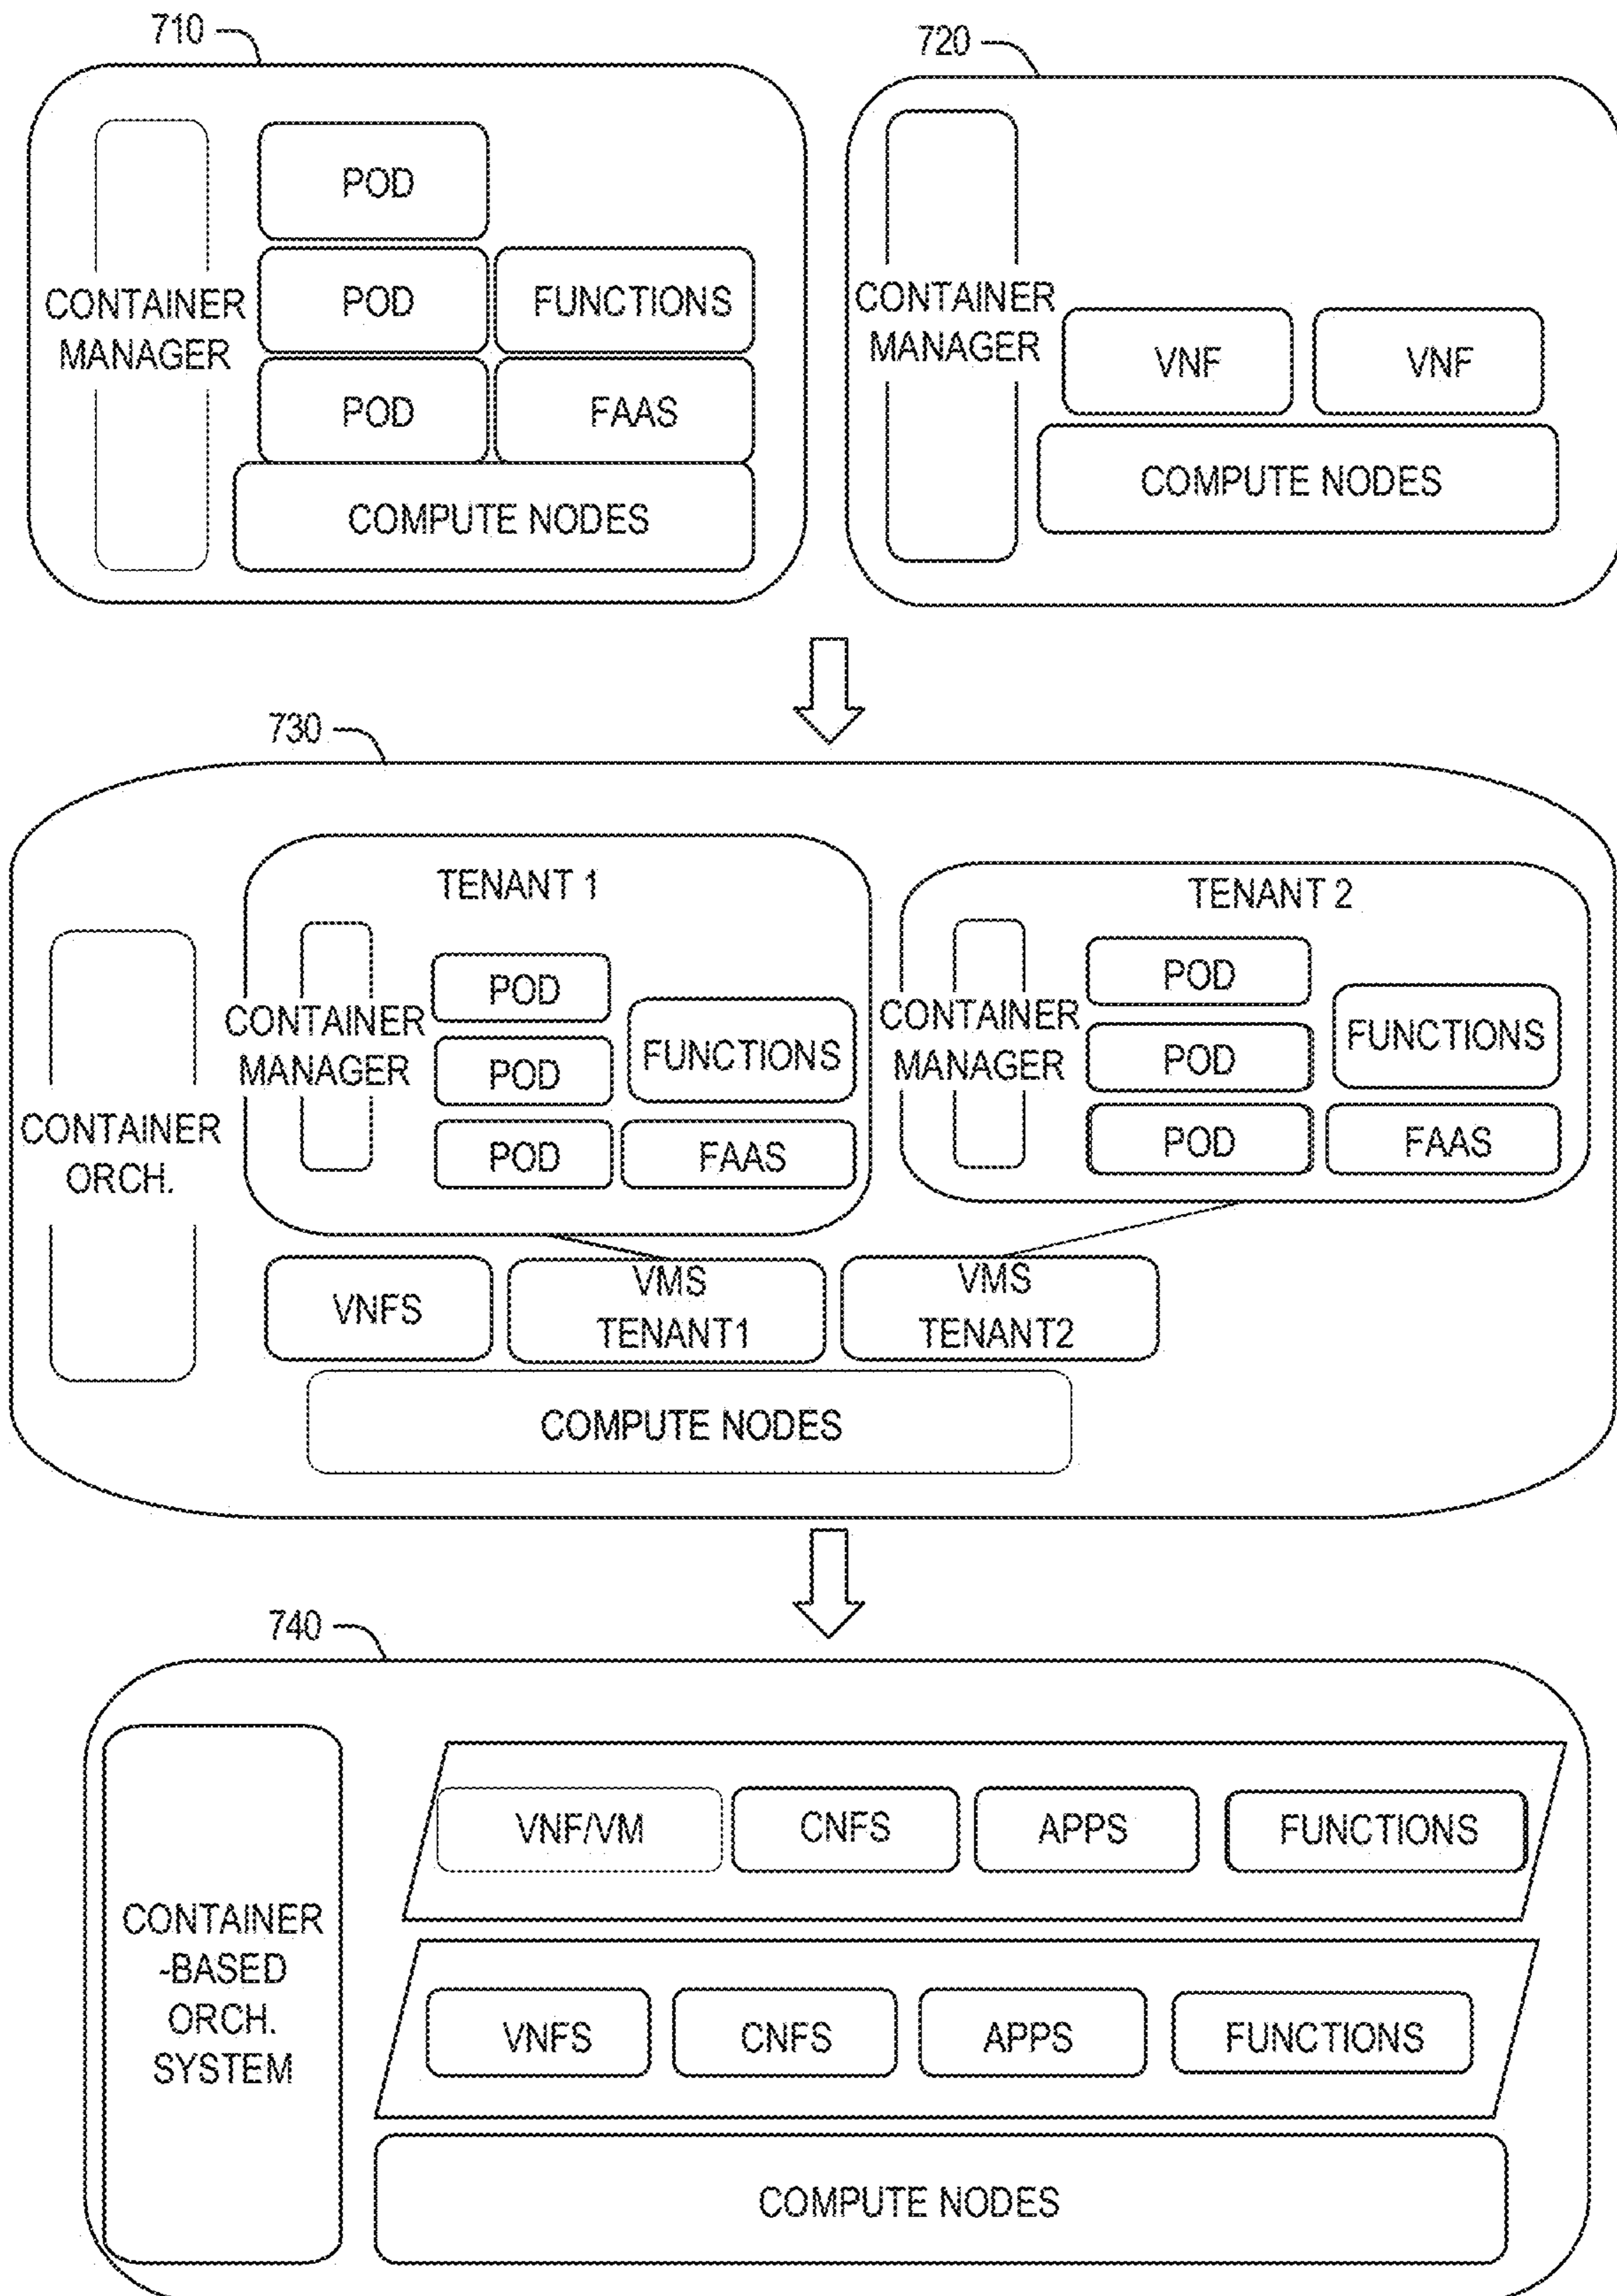 710
720
POD
CONTAINER
MANAGER
POD
FUNCTIONS
POD
FAAS
COMPUTE NODES
CONTAINER
MANAGER
VNF
VNF
COMPUTE NODES
730
TENANT 1
CONTAINER
MANAGER
POD
POD
FUNCTIONS
POD
FAAS
TENANT 2
CONTAINER
MANAGER
POD
POD
FUNCTIONS
POD
FAAS
CONTAINER
ORCH.
VNFS
VMS
TENANT1
VMS
TENANT2
COMPUTE NODES
740
CONTAINER
-BASED
ORCH.
SYSTEM
VNF/VM
CNFS
APPS
FUNCTIONS
VNFS
CNFS
APPS
FUNCTIONS
COMPUTE NODES